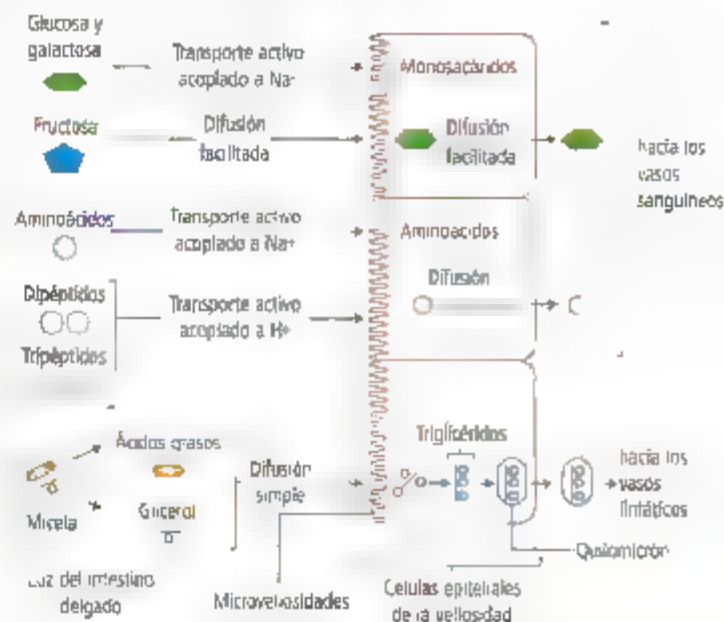 Glucosa y
galactosa
Transporte activo
acoplado a Na+
Monosacáridos
Fructosa
Difusión
facilitada
Difusión
facilitada
hacia los
vasos
sanguíneos
Aminoácidos
Transporte activo
acoplado a Na+
Aminoácidos
Difusión
Dipéptidos
Tripéptidos
Transporte activo
acoplado a H+
Triglicéridos
Ácidos grasos
Difusión
simple
Micela
Glicerol
hacia los
vasos
linfáticos
Quilomicrón
Luz del intestino
delgado
Microvellosidades
Células epiteliales
de la vellosidad